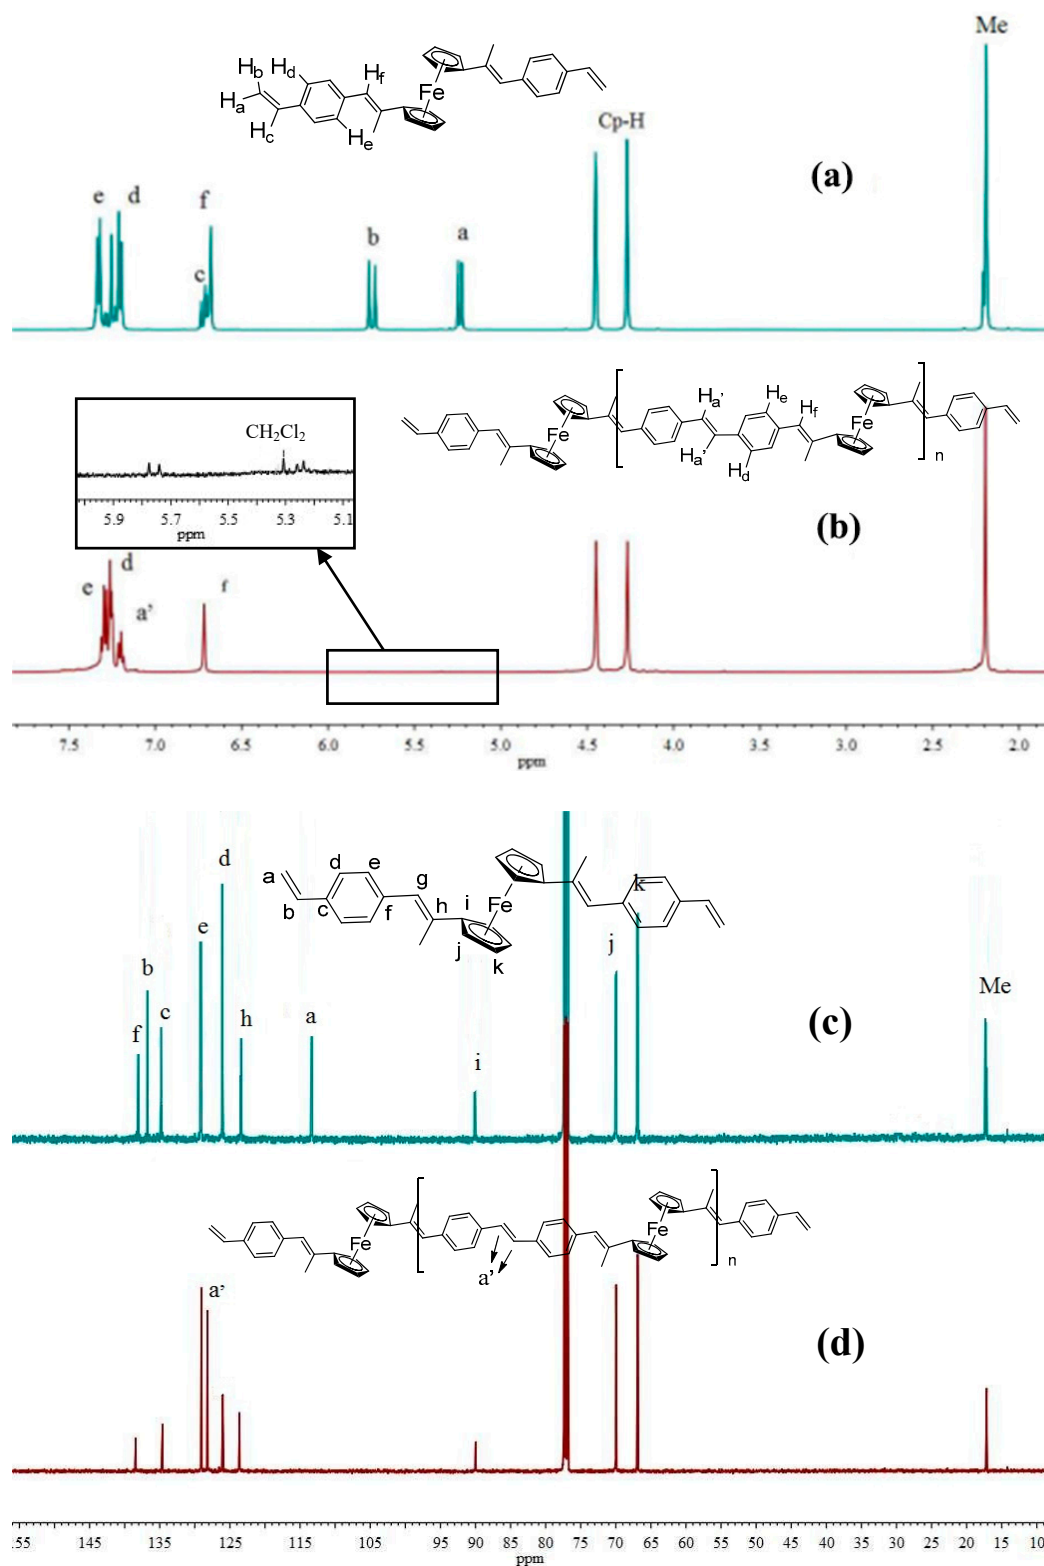 Me
Fe
Hb Hd Hf
Ha
Hc He
Cp-H
(a)
e d f
c b a
CH2Cl2
5.9 5.7 5.5 5.3 5.1
ppm
Ha' He Hf
Fe Fe
Ha' Hd
n
(b)
e d
a’ f
7.5 7.0 6.5 6.0 5.5 5.0 4.5 4.0 3.5 3.0 2.5 2.0
ppm
a d e g
b c f h i
Fe
j k
k
f b c e d h a i j Me
(c)
Fe Fe
a’
n
a’
(d)
155 145 135 125 115 105 95 90 85 80 75 70 65 60 55 50 45 40 35 30 25 20 15 10
ppm